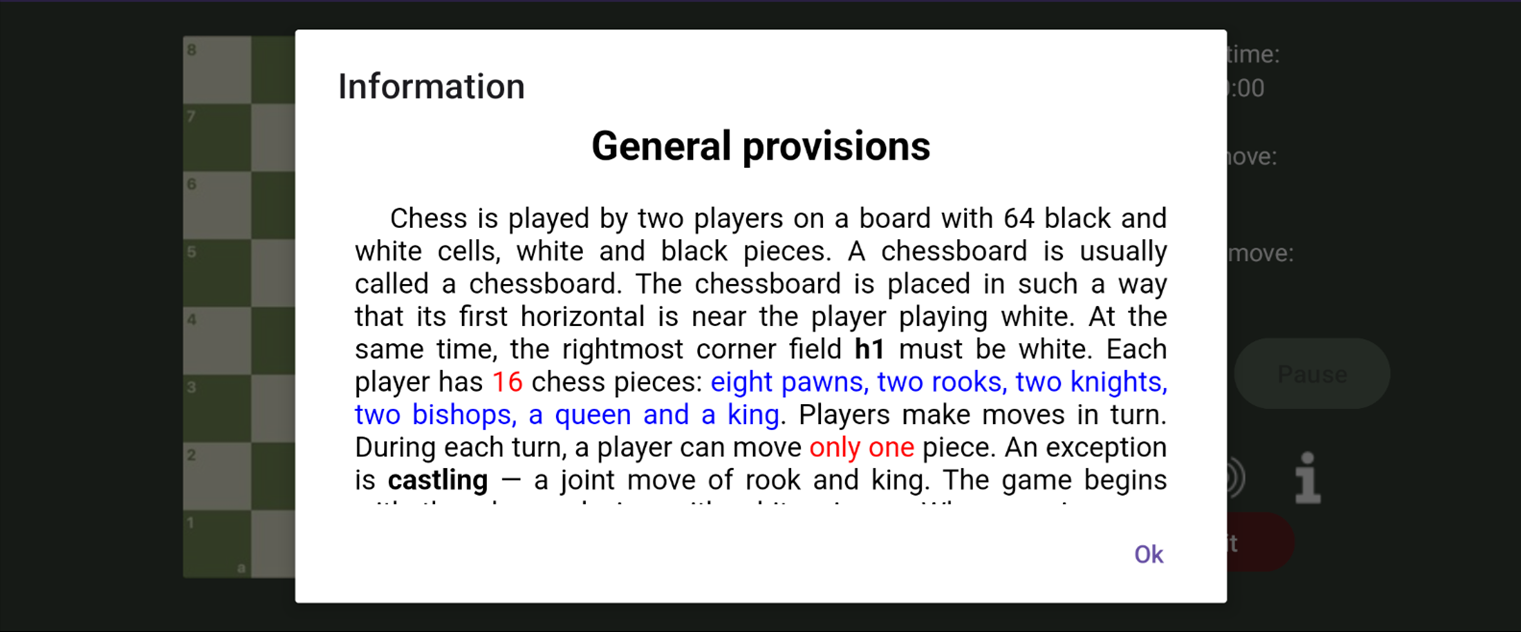 Information
General provisions
Chess is played by two players on a board with 64 black and
white cells, white and black pieces. A chessboard is usually
called a chessboard. The chessboard is placed in such a way
that its first horizontal is near the player playing white. At the
same time, the rightmost corner field h1 must be white. Each
player has 16 chess pieces: eight pawns, two rooks, two knights,
two bishops, a queen and a king. Players make moves in turn.
During each turn, a player can move only one piece. An exception
is castling — a joint move of rook and king. The game begins
Ok
8
7
6
5
4
3
2
1
a
time:
:00
move:
Pause